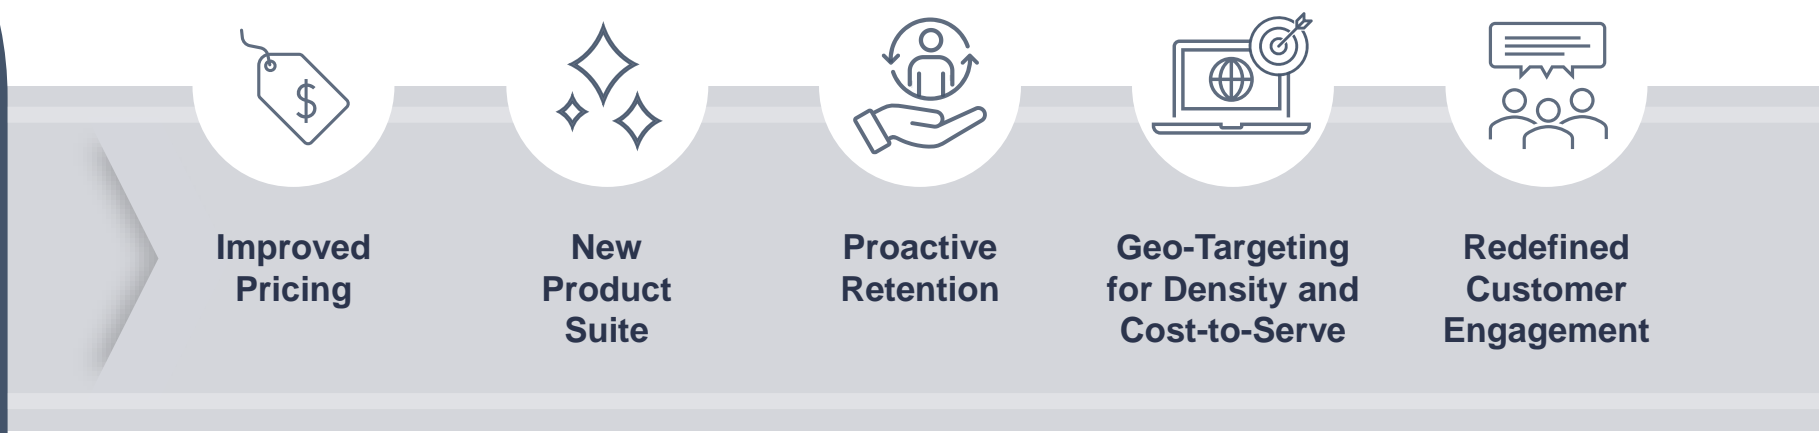 $
Improved
Pricing
New
Product
Suite
Proactive
Retention
Geo-Targeting
for Density and
Cost-to-Serve
Redefined
Customer
Engagement